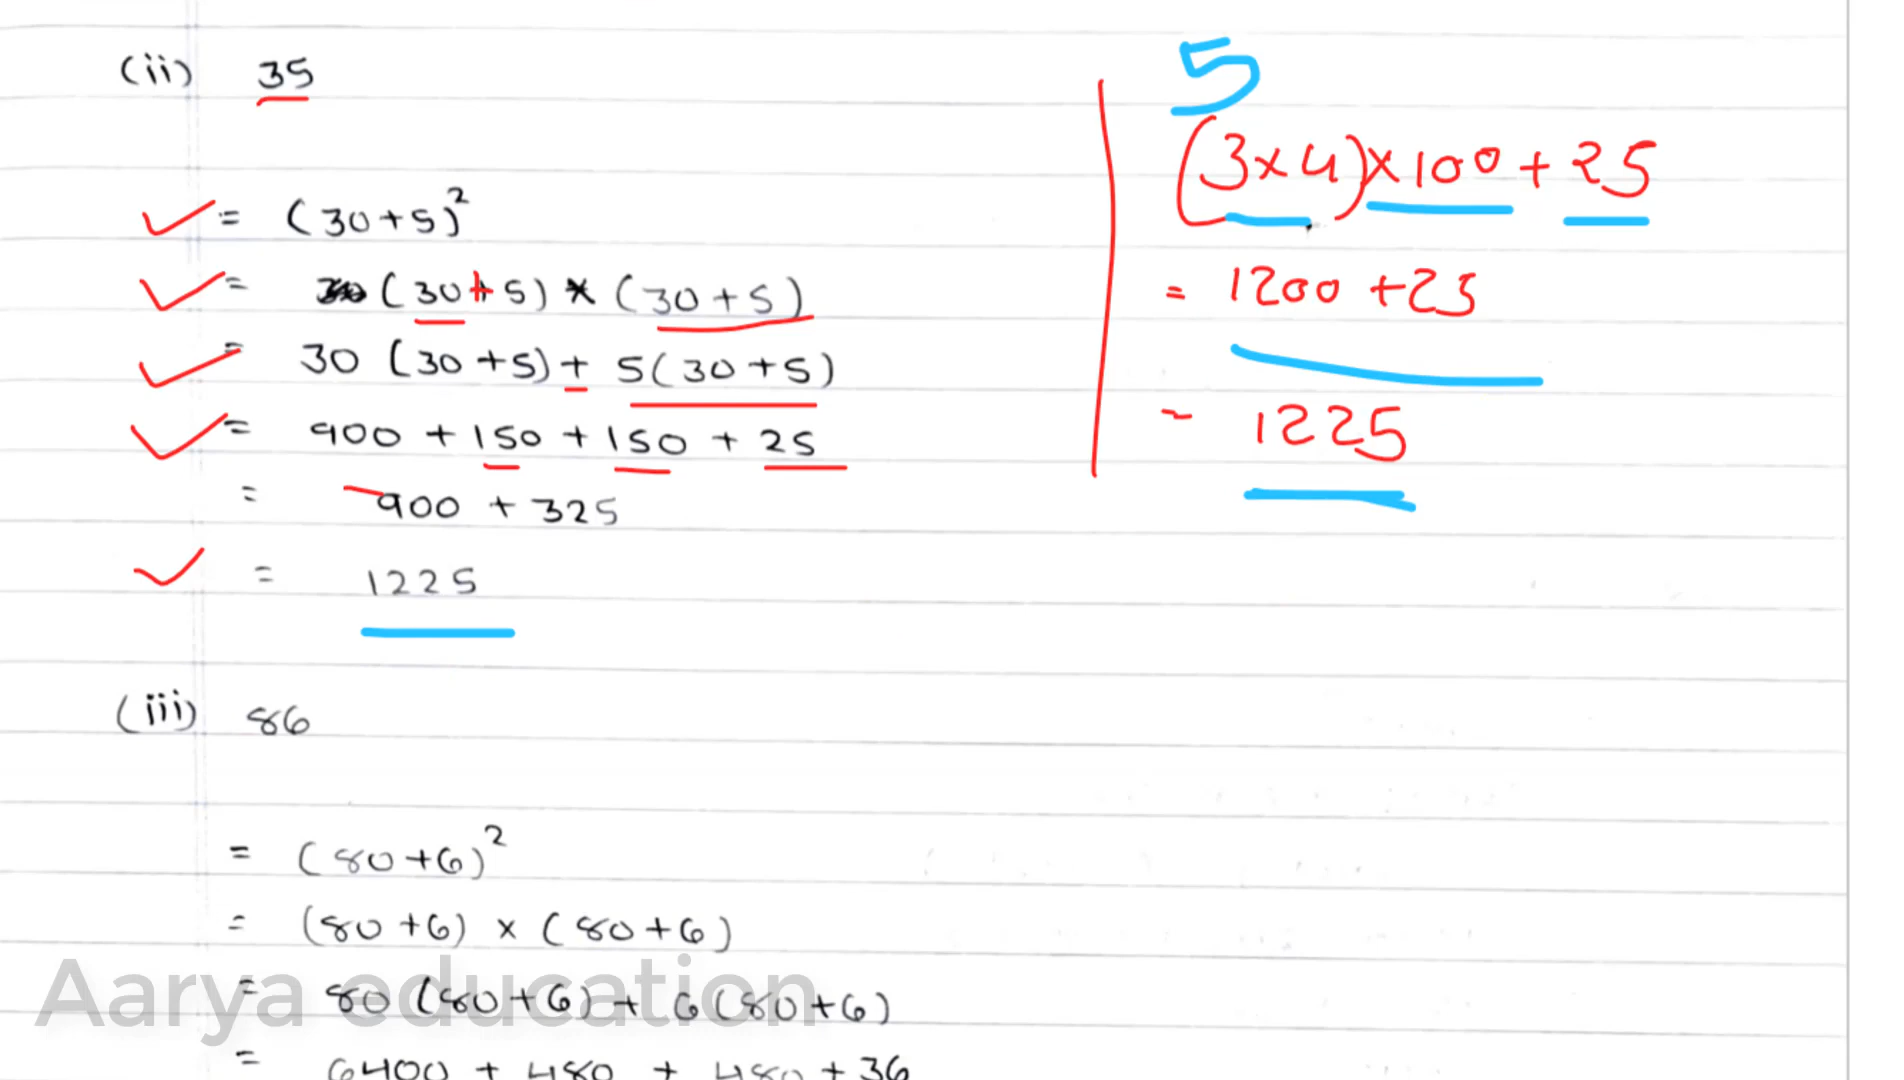 (ii) 35
= (30+5)²
= (30+5) × (30+5)
= 30 (30+5) + 5(30+5)
= 900 + 150 + 150 + 25
= 900 + 325
= 1225
5
(3×4)×100 + 25
= 1200 +25
= 1225
(iii) 86
= (80+6)²
= (80+6) × (80+6)
= 80 (80+6) + 6(80+6)
= 6400 + 480 + 480 + 36
Aarya education